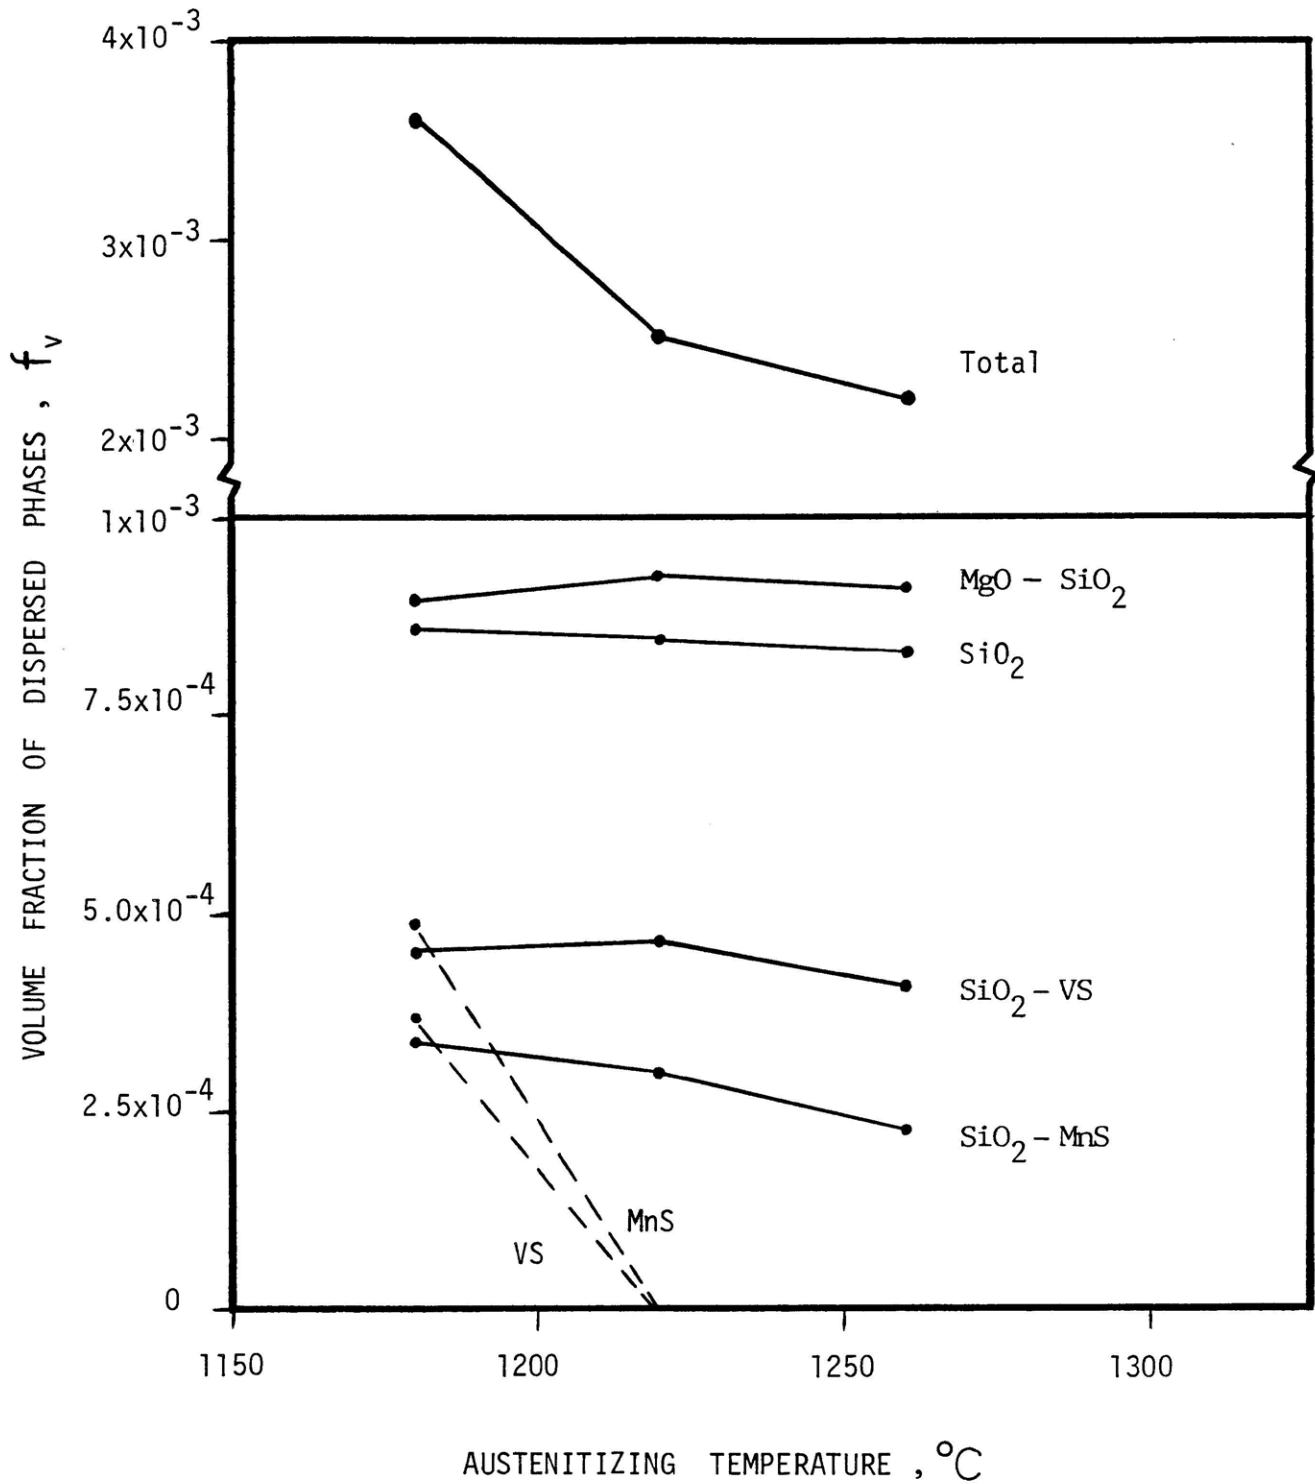 4x10⁻³
3x10⁻³
2x10⁻³
1x10⁻³
7.5x10⁻⁴
5.0x10⁻⁴
2.5x10⁻⁴
0
VOLUME FRACTION OF DISPERSED PHASES, fᵥ
Total
MgO – SiO₂
SiO₂
SiO₂ – VS
SiO₂ – MnS
MnS
VS
1150 1200 1250 1300
AUSTENITIZING TEMPERATURE, °C